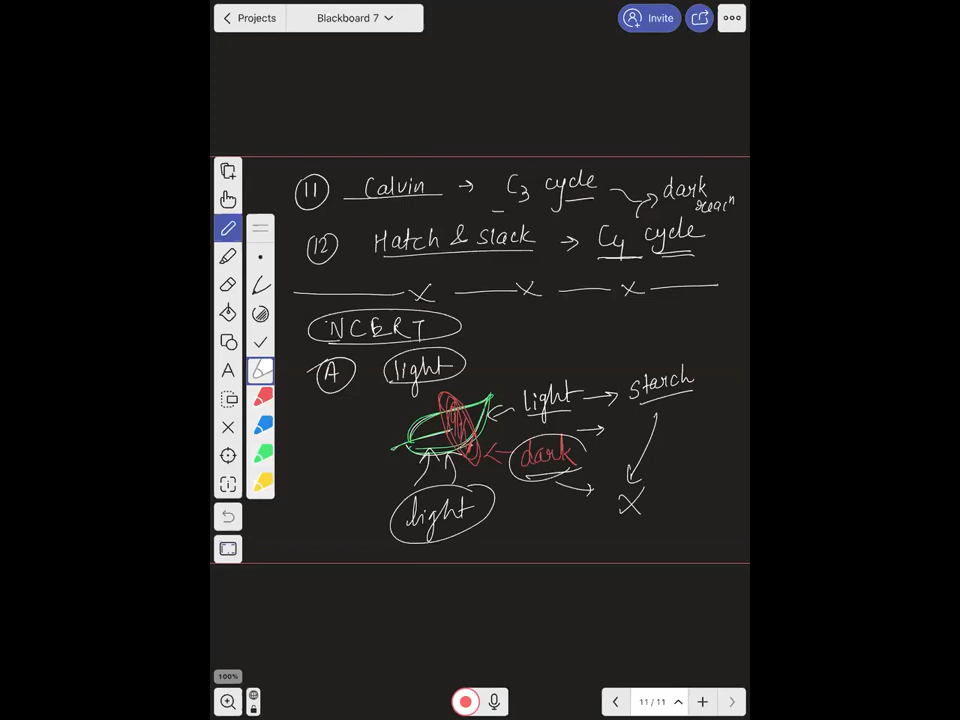 Projects
Blackboard 7
Invite
11 Calvin → C3 cycle → dark reacn
12 Hatch & slack → C4 cycle
NCERT
A light
light → starch
dark
X
light
100%
11 / 11